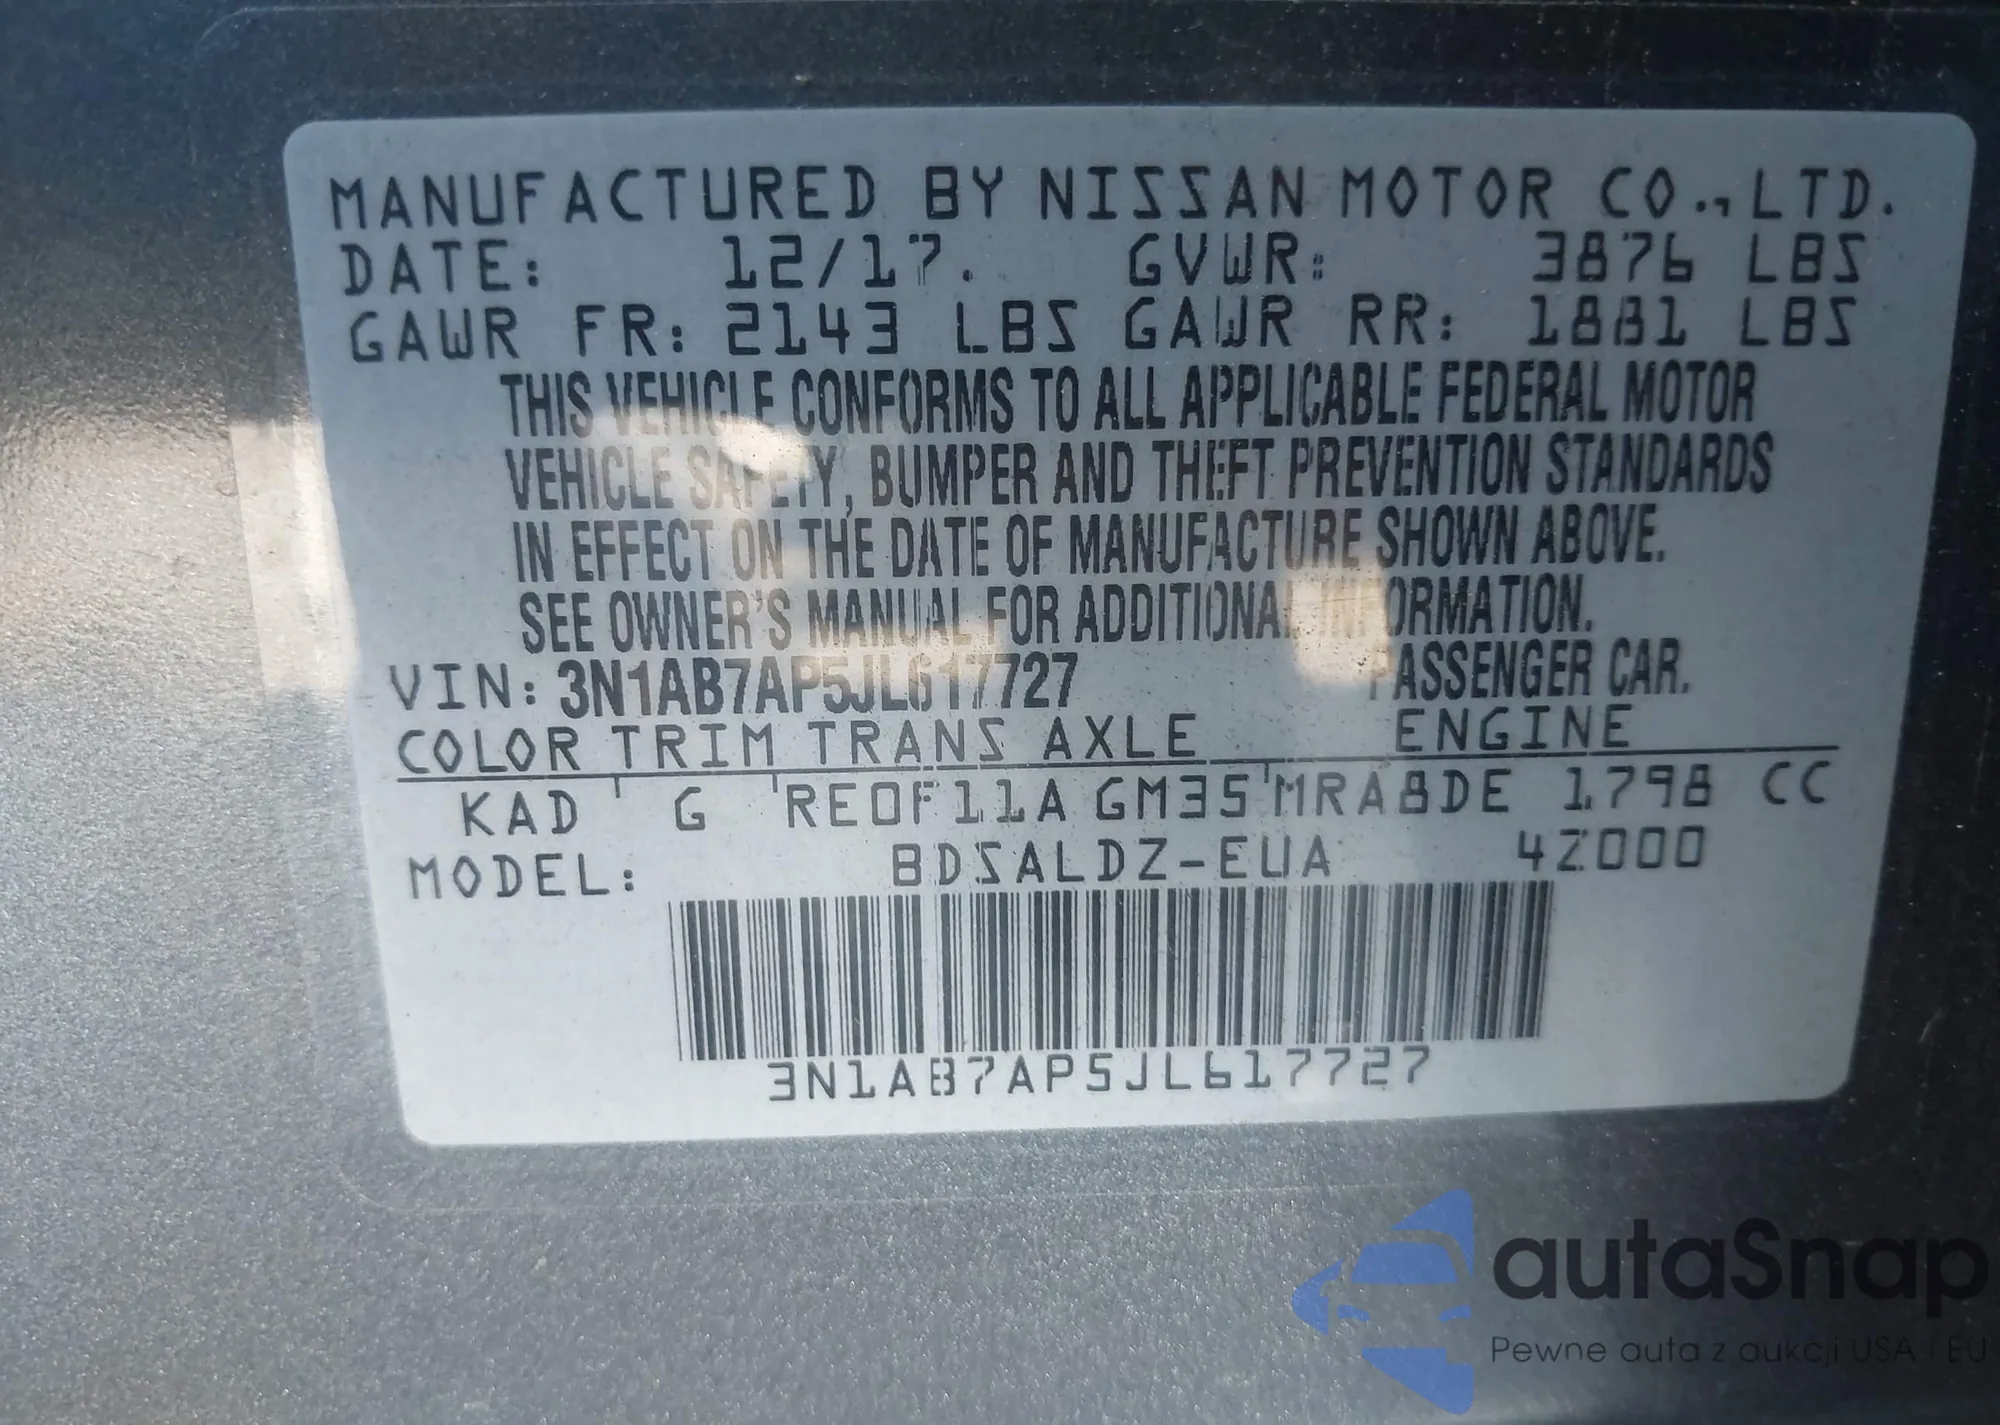 MANUFACTURED BY NISSAN MOTOR CO., LTD.
DATE: 12/17. GVWR: 3876 LBS
GAWR FR: 2143 LBS GAWR RR: 1881 LBS
THIS VEHICLE CONFORMS TO ALL APPLICABLE FEDERAL MOTOR
VEHICLE SAFETY, BUMPER AND THEFT PREVENTION STANDARDS
IN EFFECT ON THE DATE OF MANUFACTURE SHOWN ABOVE.
SEE OWNER'S MANUAL FOR ADDITIONAL INFORMATION.
VIN: 3N1AB7AP5JL617727 PASSENGER CAR.
COLOR TRIM TRANS AXLE ENGINE
KAD G RE0F11A GM35 MRA8DE 1,798 CC
MODEL: BDSALDZ-EUA 4Z000
3N1AB7AP5JL617727
autaSnap
Pewne auta z aukcji USA i EU